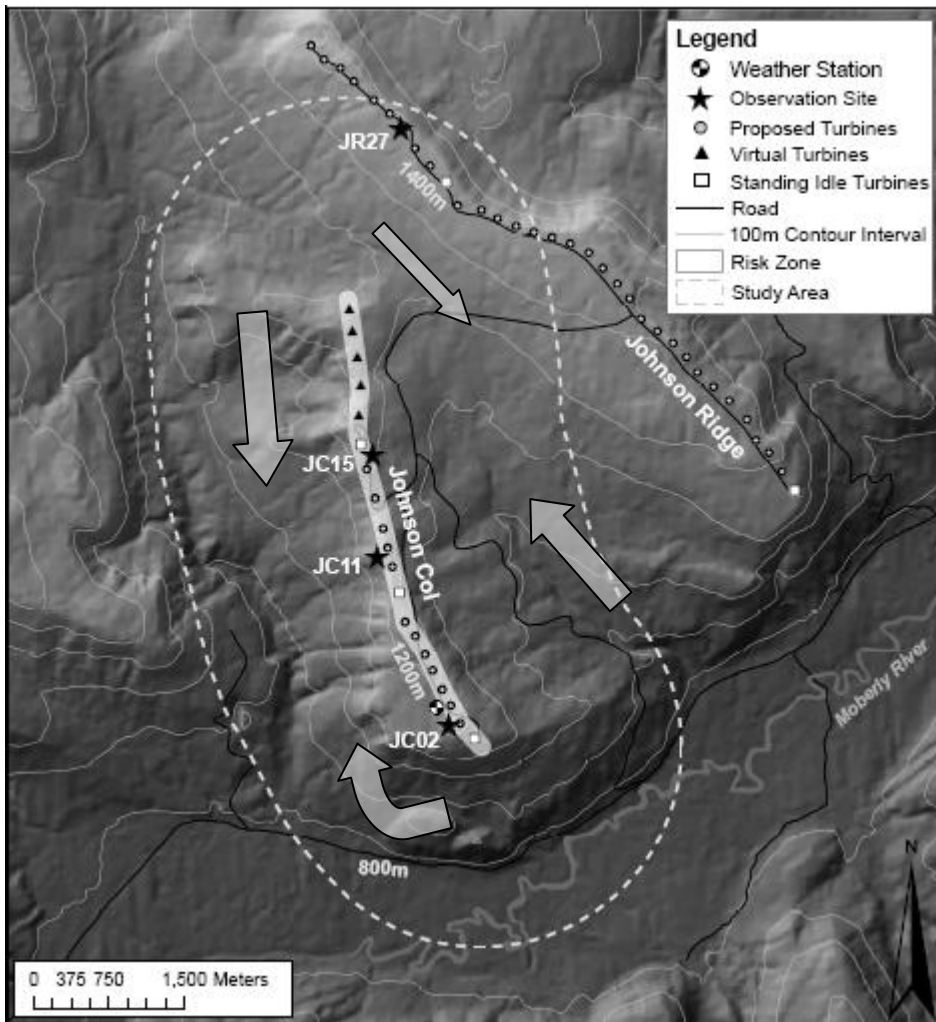 Legend
Weather Station
Observation Site
Proposed Turbines
Virtual Turbines
Standing Idle Turbines
Road
100m Contour Interval
Risk Zone
Study Area
JR27
1400m
Johnson Ridge
JC15
Johnson Col
JC11
1200m
JC02
Moberly River
800m
N
0 375 750 1,500 Meters